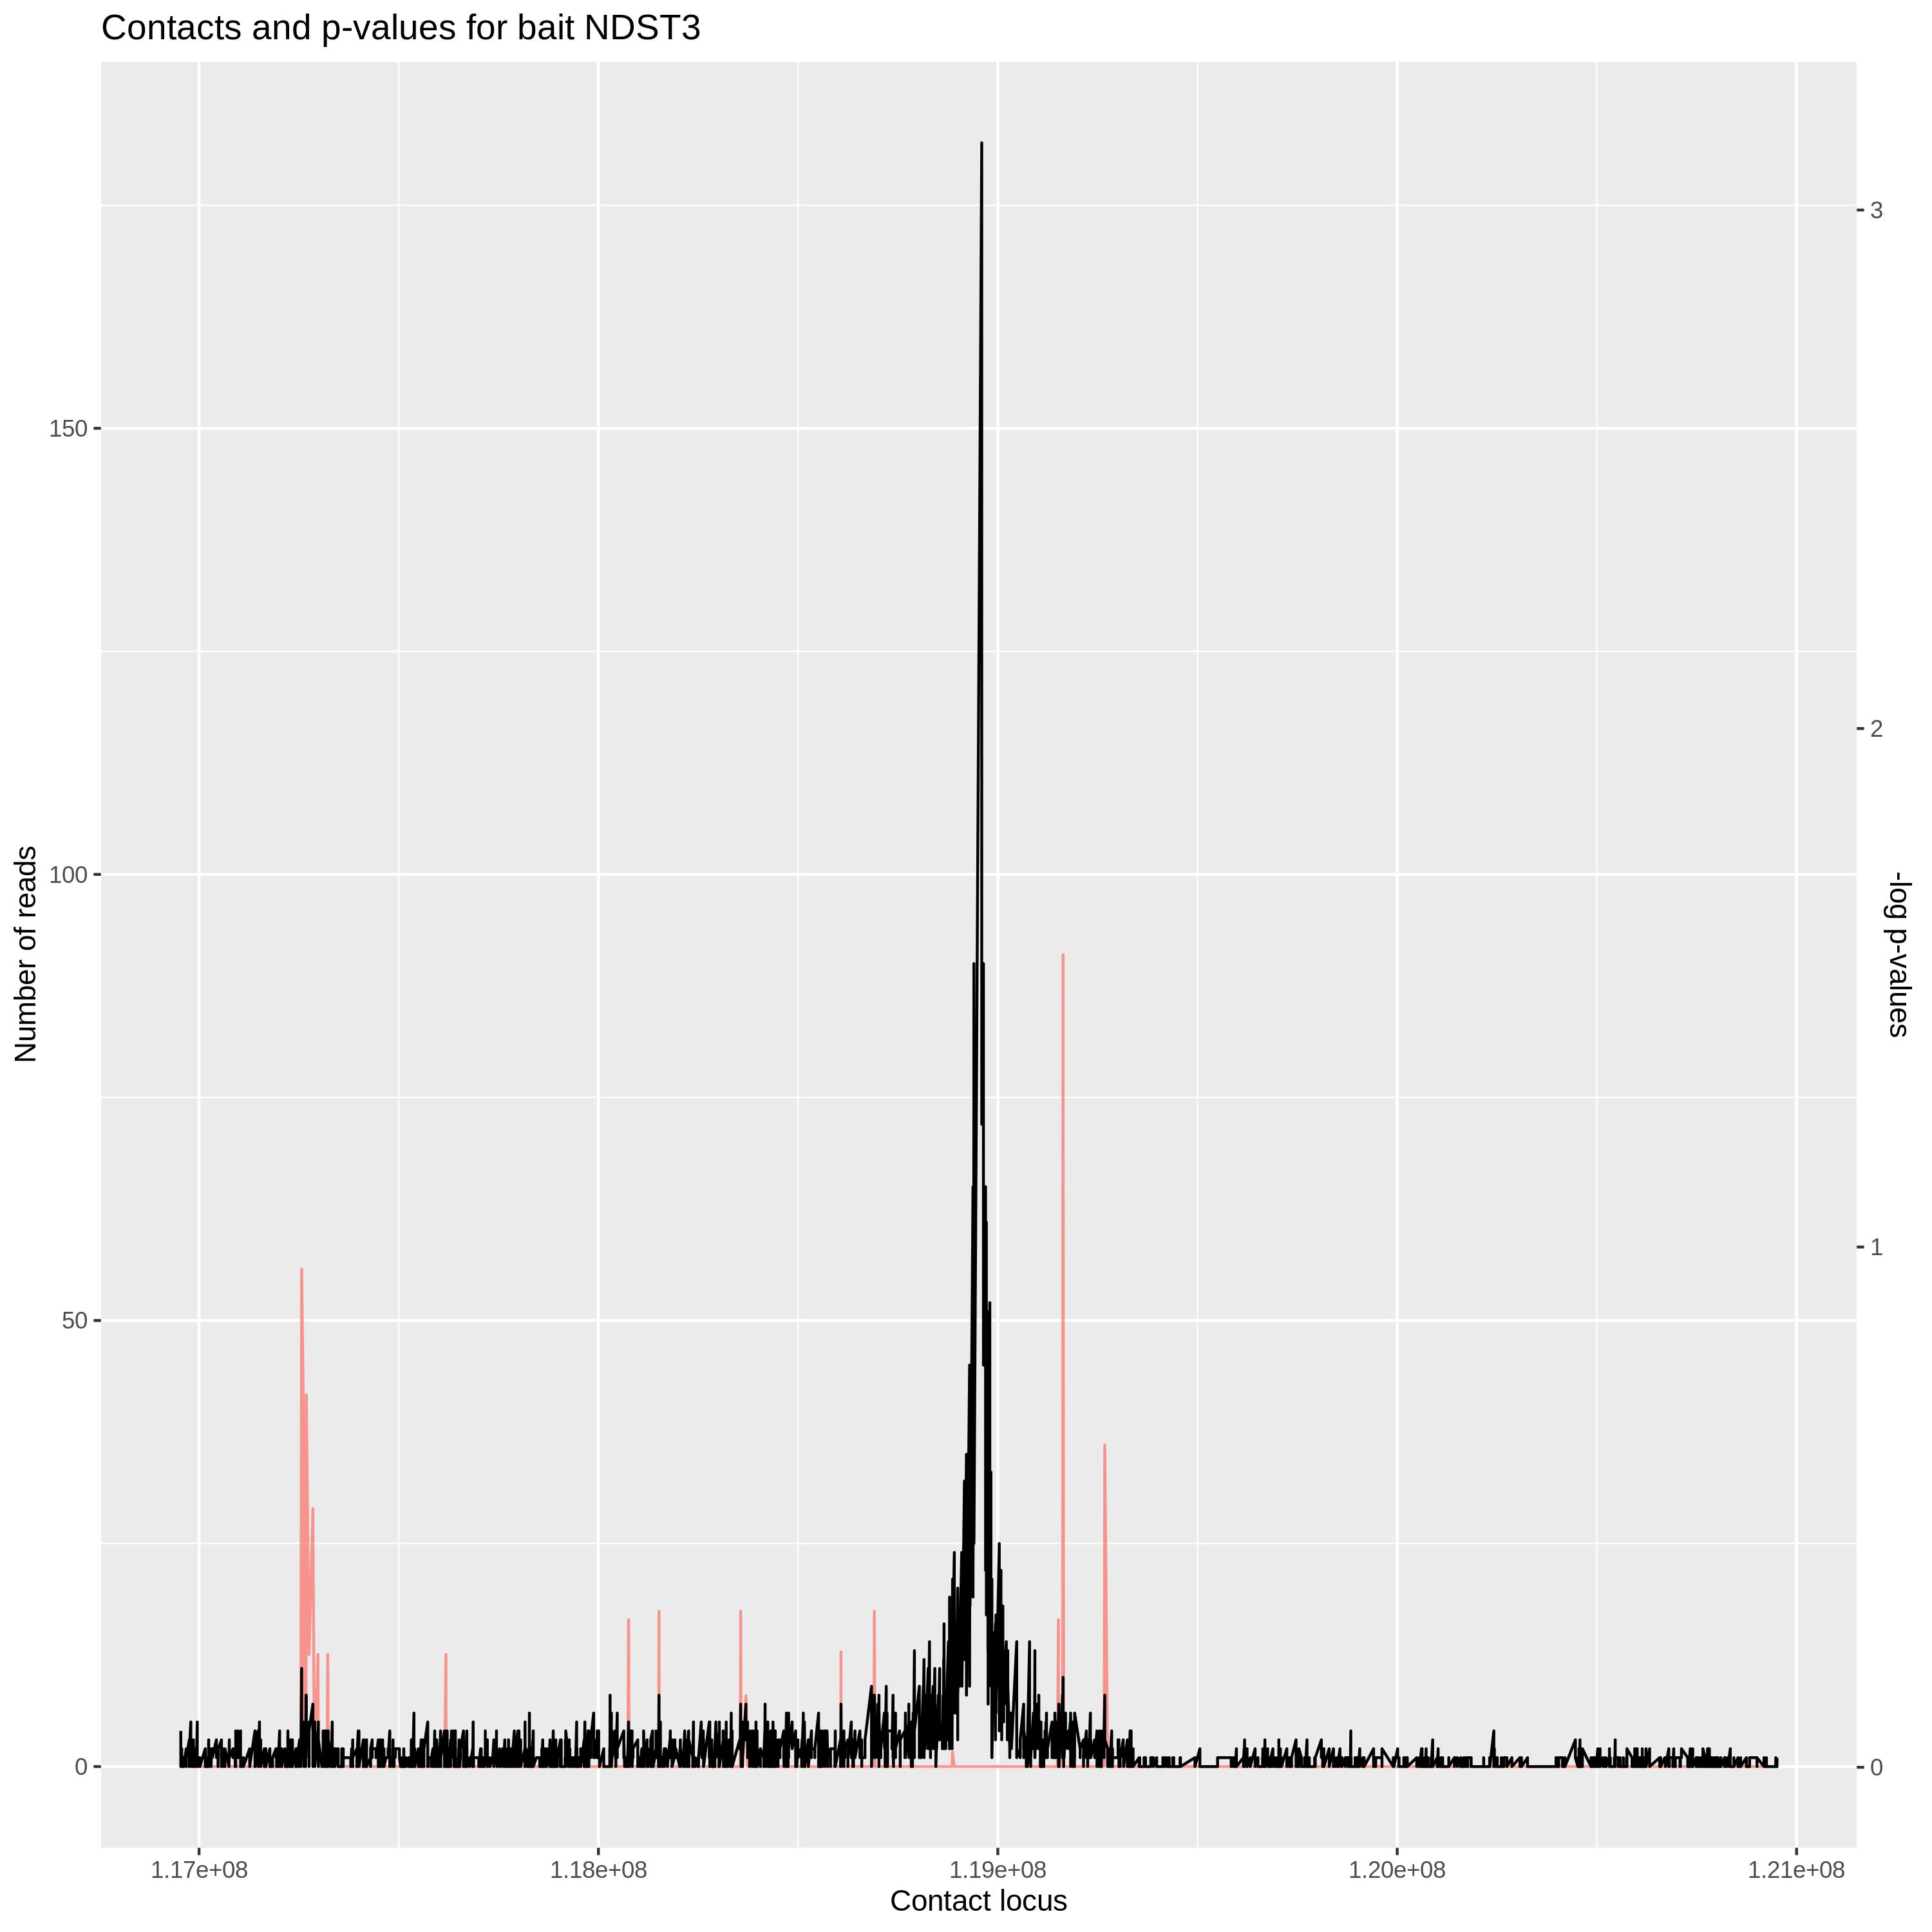 Contacts and p-values for bait NDST3
Number of reads
150
100
50
0
3
2
1
0
-log p-values
1.17e+08 1.18e+08 1.19e+08 1.20e+08 1.21e+08
Contact locus